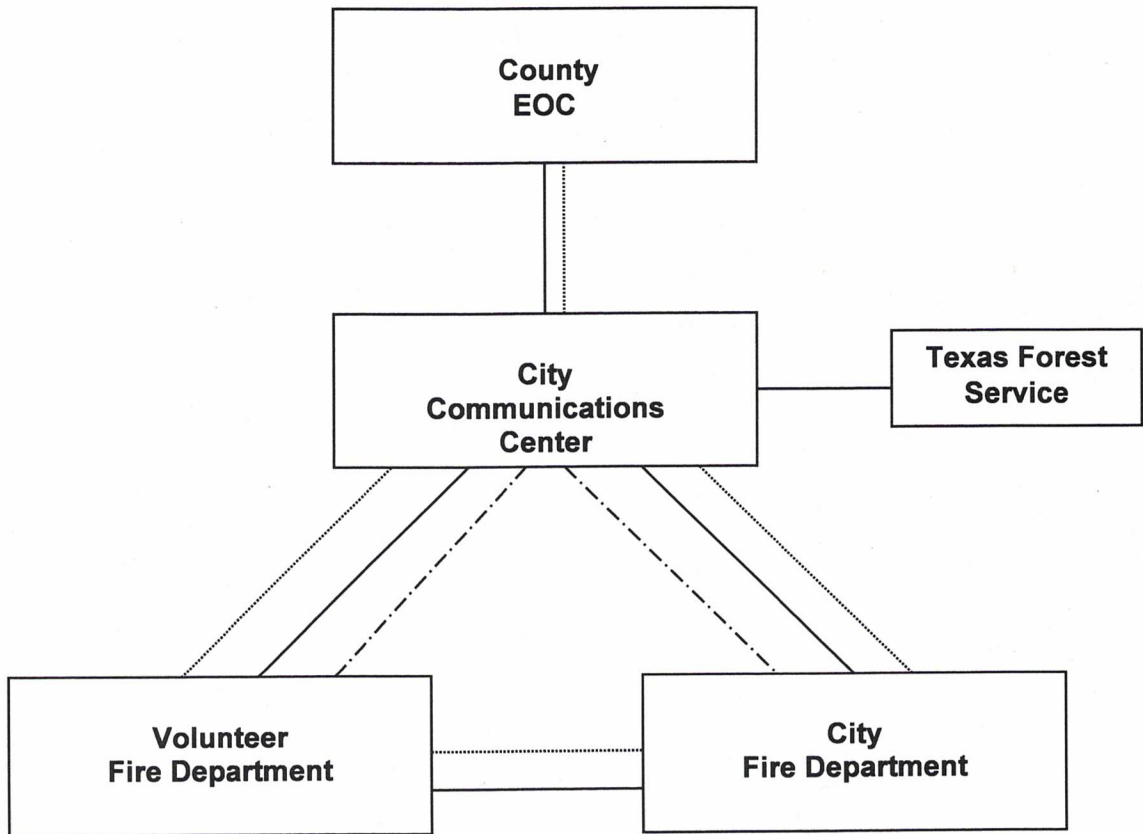 County
EOC
City
Communications
Center
Texas Forest
Service
Volunteer
Fire Department
City
Fire Department